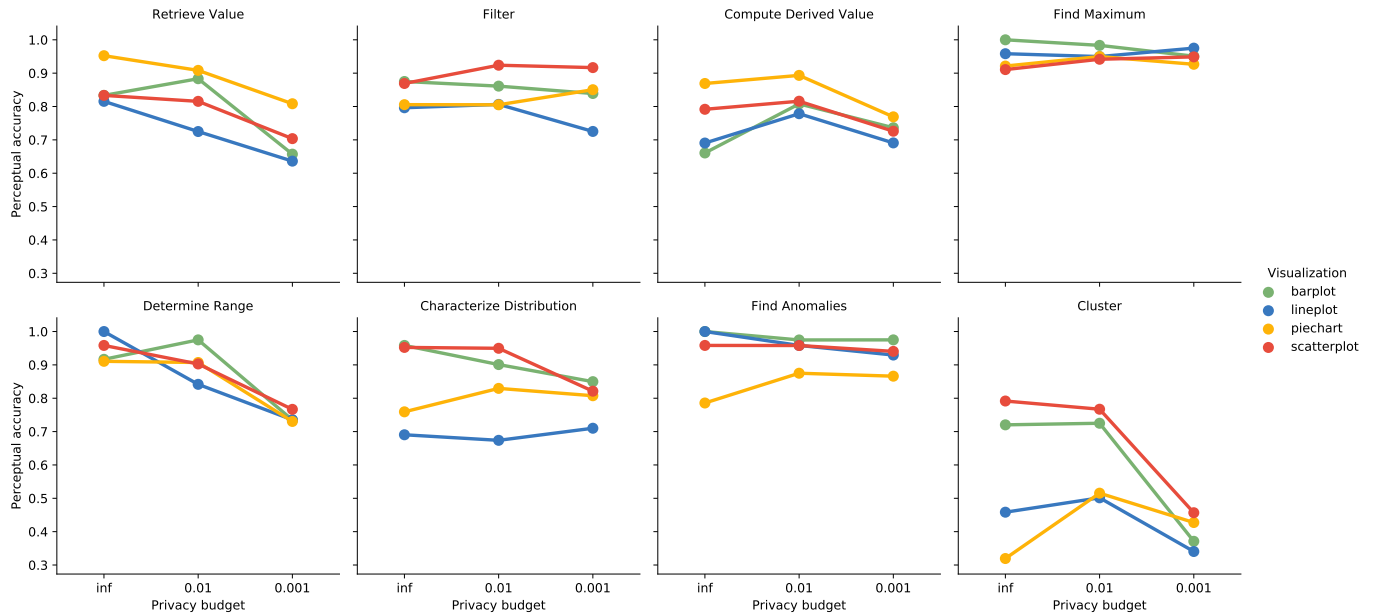 Retrieve Value
Filter
Compute Derived Value
Find Maximum
Perceptual accuracy
1.0
0.9
0.8
0.7
0.6
0.5
0.4
0.3
Determine Range
Characterize Distribution
Find Anomalies
Cluster
Perceptual accuracy
1.0
0.9
0.8
0.7
0.6
0.5
0.4
0.3
inf 0.01 0.001
Privacy budget
inf 0.01 0.001
Privacy budget
inf 0.01 0.001
Privacy budget
inf 0.01 0.001
Privacy budget
Visualization
barplot
lineplot
piechart
scatterplot